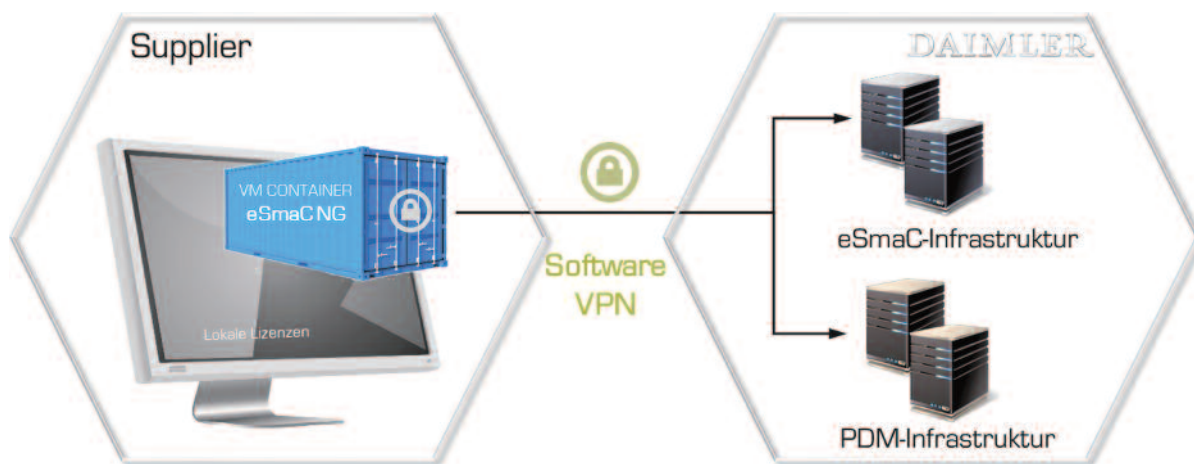 Supplier
DAIMLER
VM CONTAINER
eSmaC NG
Lokale Lizenzen
Software
VPN
eSmaC-Infrastruktur
PDM-Infrastruktur